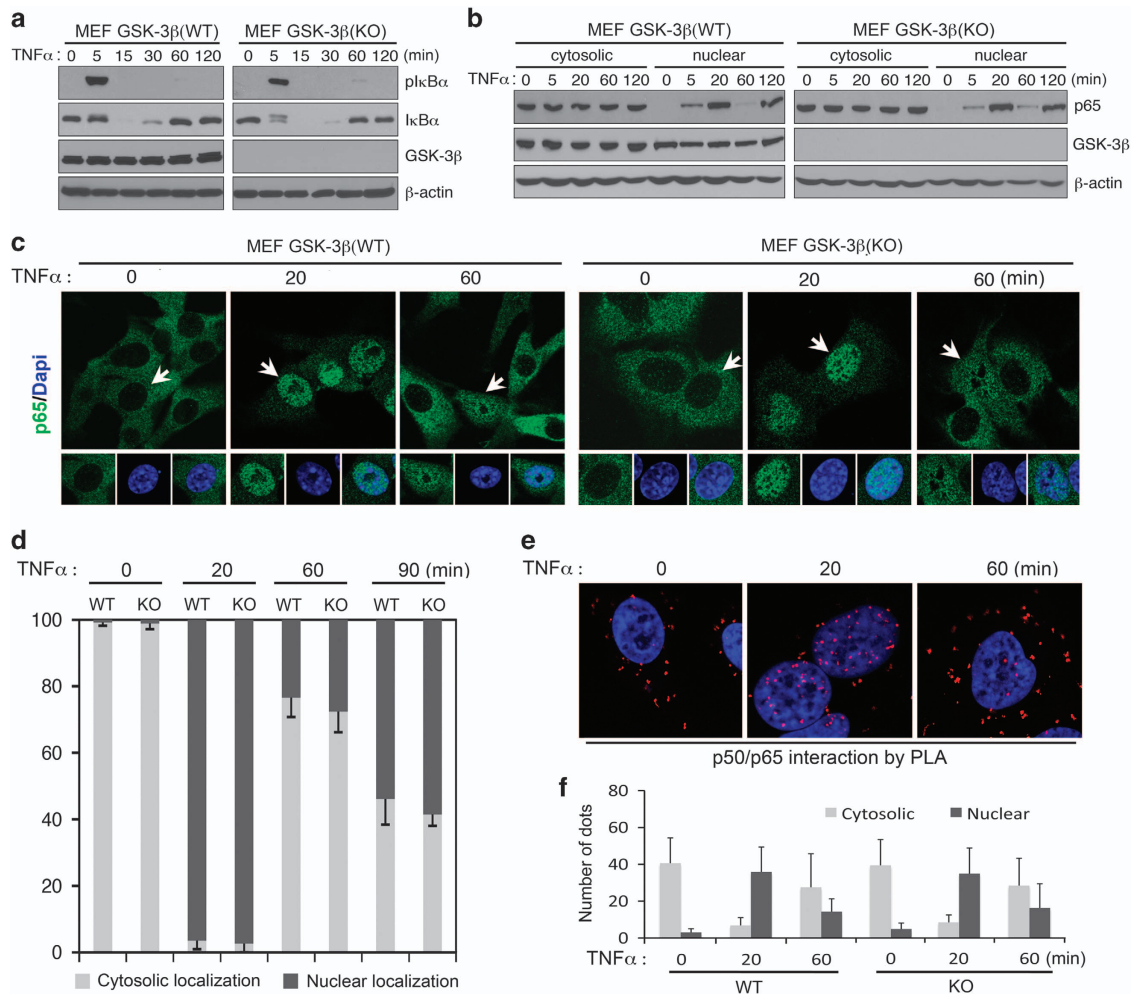 a
MEF GSK-3β(WT) MEF GSK-3β(KO)
TNFα : 0 5 15 30 60 120 0 5 15 30 60 120 (min)
pIκBα
IκBα
GSK-3β
β-actin
b
MEF GSK-3β(WT) MEF GSK-3β(KO)
cytosolic nuclear cytosolic nuclear
TNFα : 0 5 20 60 120 0 5 20 60 120 0 5 20 60 120 0 5 20 60 120 (min)
p65
GSK-3β
β-actin
c
MEF GSK-3β(WT) MEF GSK-3β(KO)
TNFα : 0 20 60 0 20 60 (min)
p65/Dapi
d
TNFα : 0 20 60 90 (min)
WT KO WT KO WT KO WT KO
100
80
60
40
20
0
Cytosolic localization Nuclear localization
e
TNFα : 0 20 60 (min)
p50/p65 interaction by PLA
f
Number of dots
80
60
40
20
0
Cytosolic Nuclear
TNFα : 0 20 60 0 20 60 (min)
WT KO